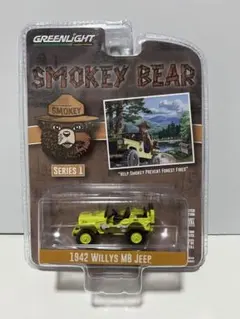 GREENLIGHT
SMOKEY BEAR
SMOKEY
SERIES 1
"HELP SMOKEY PREVENT FOREST FIRES"
1942 WILLYS MB JEEP